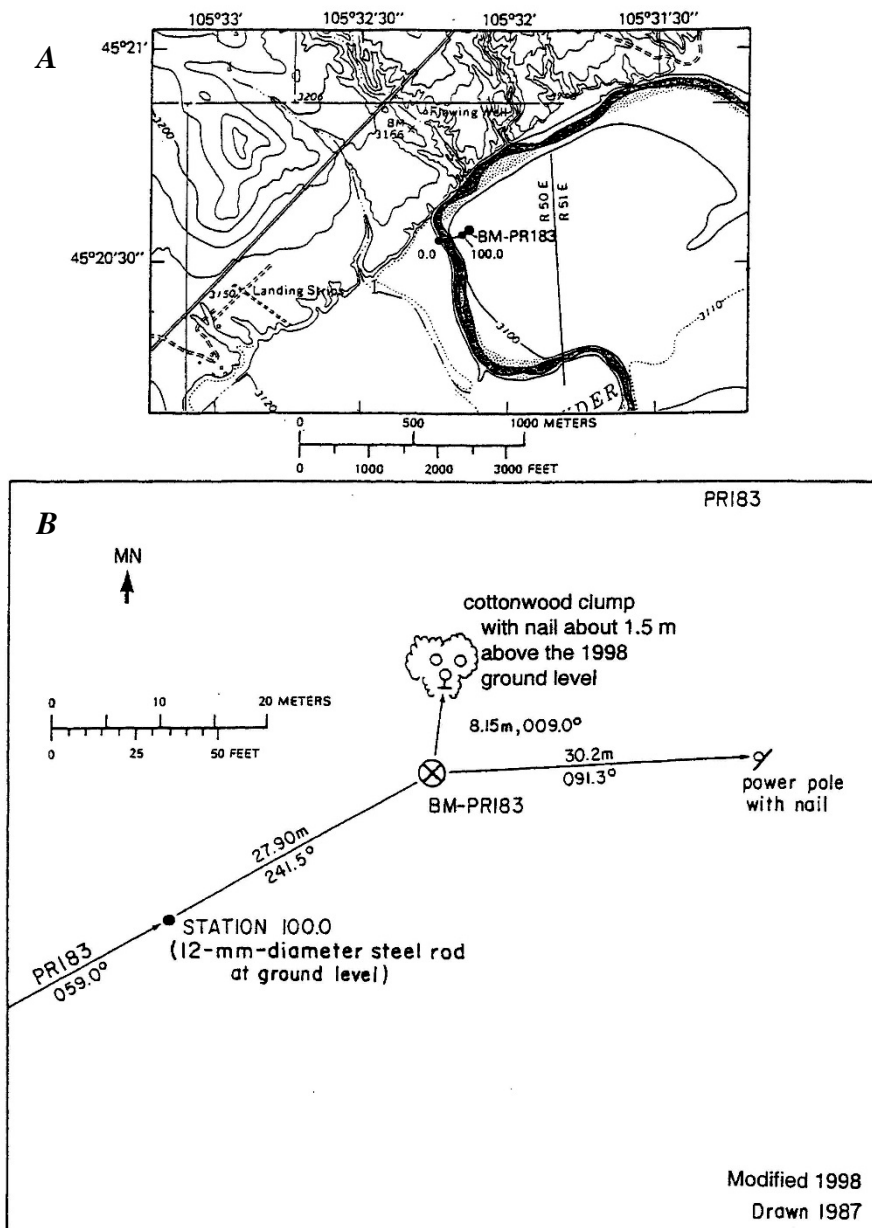 A
105°33'
105°32'30"
105°32'
105°31'30"
45°21'
3206
Flowing Well
BM
3166
3200
R 50 E
R 51 E
BM-PR183
0.0
100.0
45°20'30"
3150
Landing Strips
3100
3110
3120
DER
0 500 1000 METERS
0 1000 2000 3000 FEET
PR183
B
MN
cottonwood clump
with nail about 1.5 m
above the 1998
ground level
0 10 20 METERS
0 25 50 FEET
8.15m, 009.0°
30.2m
091.3°
power pole
with nail
BM-PR183
27.90m
241.5°
STATION 100.0
(12-mm-diameter steel rod
at ground level)
PR183
059.0°
Modified 1998
Drawn 1987